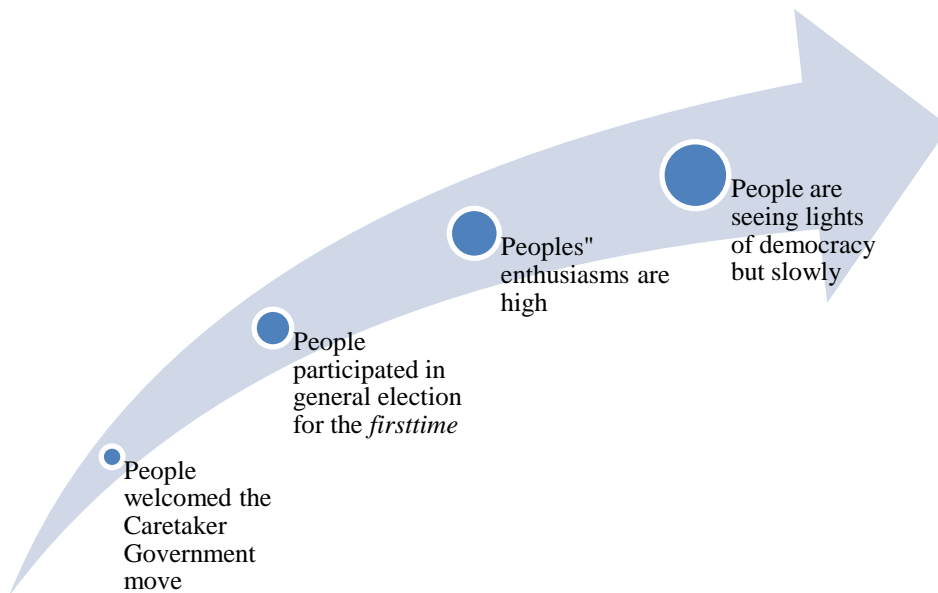 People
welcomed the
Caretaker
Government
move
People
participated in
general election
for the firsttime
Peoples"
enthusiasms are
high
People are
seeing lights
of democracy
but slowly